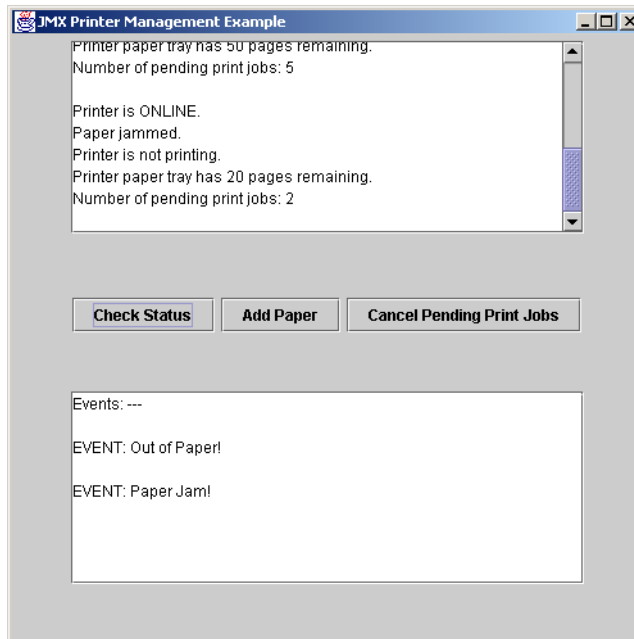 JMX Printer Management Example
Printer paper tray has 50 pages remaining.
Number of pending print jobs: 5
Printer is ONLINE.
Paper jammed.
Printer is not printing.
Printer paper tray has 20 pages remaining.
Number of pending print jobs: 2
Check Status
Add Paper
Cancel Pending Print Jobs
Events: ---
EVENT: Out of Paper!
EVENT: Paper Jam!